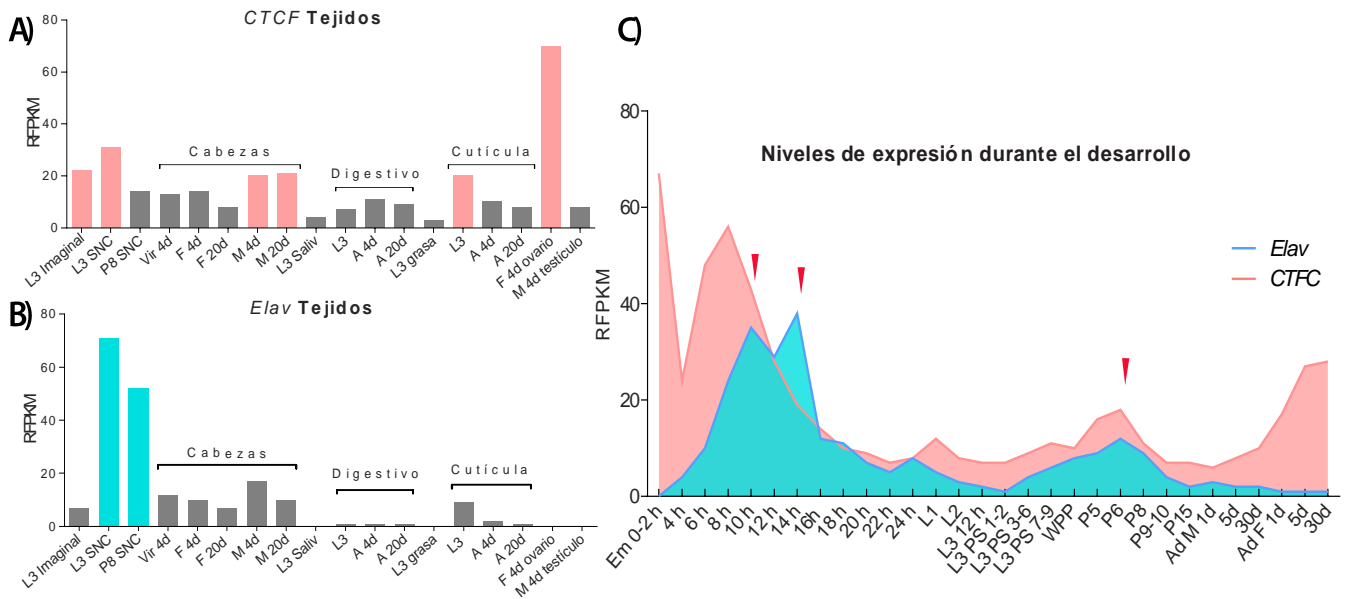 A)
CTCF Tejidos
80
60
40
20
0
RFPKM
Cabezas
Digestivo
Cutícula
L3 Imaginal
L3 SNC
P8 SNC
Vir 4d
F 4d
F 20d
M 4d
M 20d
L3 Saliv
L3
A 4d
A 20d
L3 grasa
L3
A 4d
A 20d
F 4d ovario
M 4d testículo
B)
Elav Tejidos
80
60
40
20
0
RFPKM
Cabezas
Digestivo
Cutícula
L3 Imaginal
L3 SNC
P8 SNC
Vir 4d
F 4d
F 20d
M 4d
M 20d
L3 Saliv
L3
A 4d
A 20d
L3 grasa
L3
A 4d
A 20d
F 4d ovario
M 4d testículo
C)
Niveles de expresión durante el desarrollo
80
60
40
20
0
RFPKM
Elav
CTFC
Em 0-2 h
4 h
6 h
8 h
10 h
12 h
14 h
16h
18 h
20 h
22 h
24 h
L1
L2
L3 12 h
L3 PS 1-2
L3 PS 3-6
L3 PS 7-9
WPP
P5
P6
P8
P9-10
P15
Ad M 1d
5d
30d
Ad F 1d
5d
30d